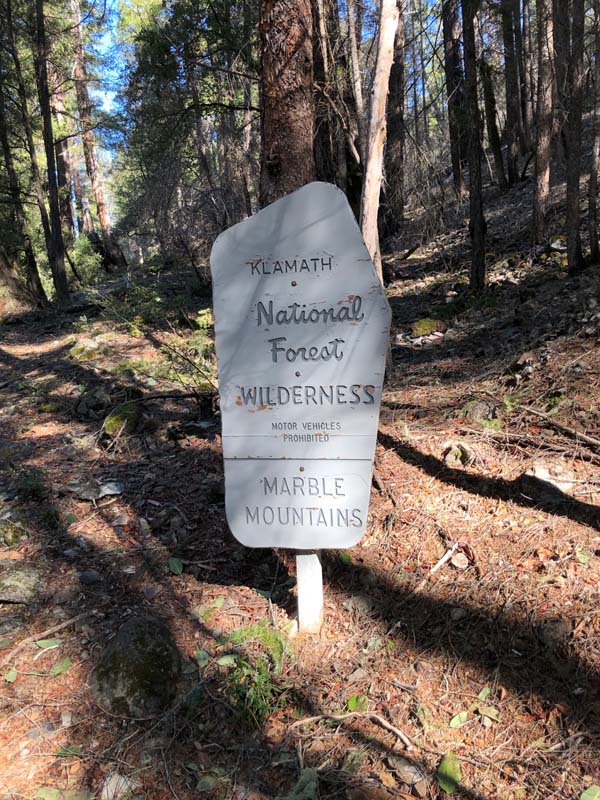 KLAMATH
National
Forest
WILDERNESS
MOTOR VEHICLES
PROHIBITED
MARBLE
MOUNTAINS